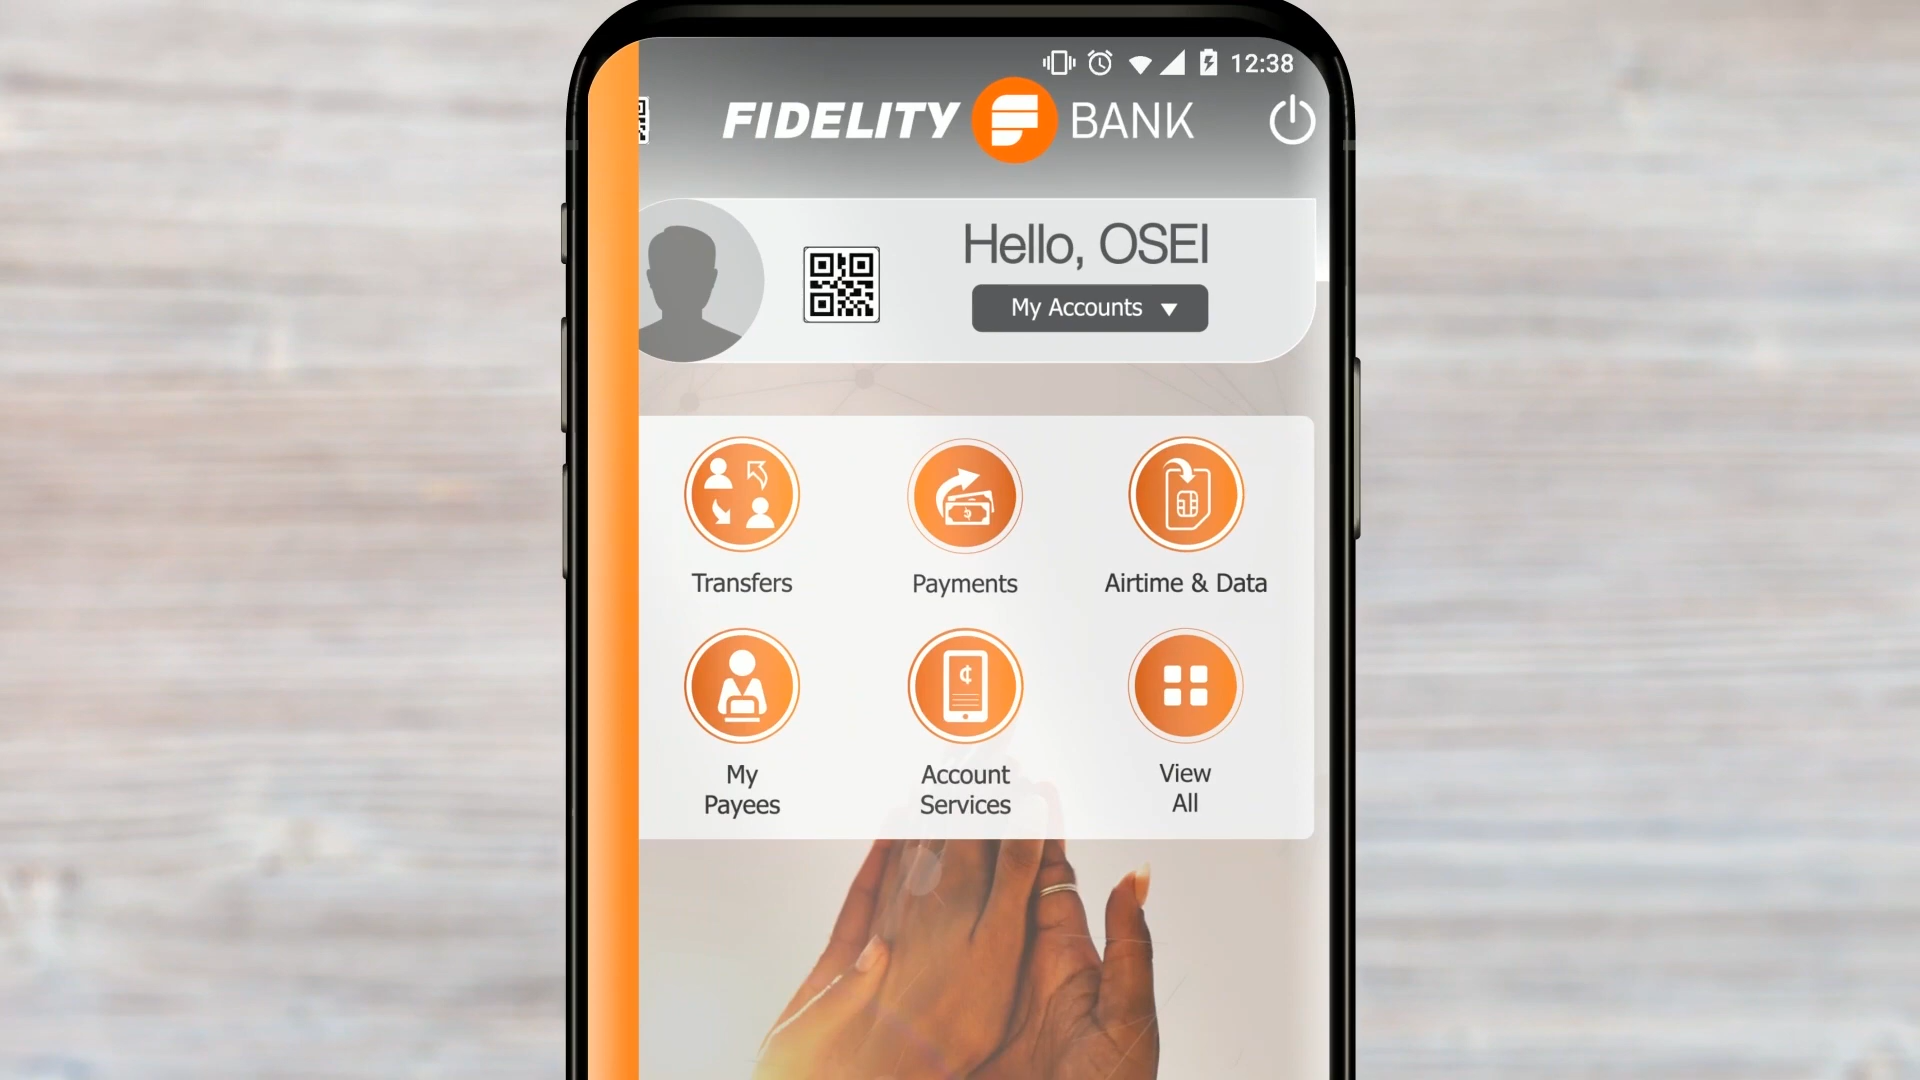 12:38
FIDELITY BANK
Hello, OSEI
My Accounts
Transfers
Payments
Airtime & Data
My
Payees
Account
Services
View
All